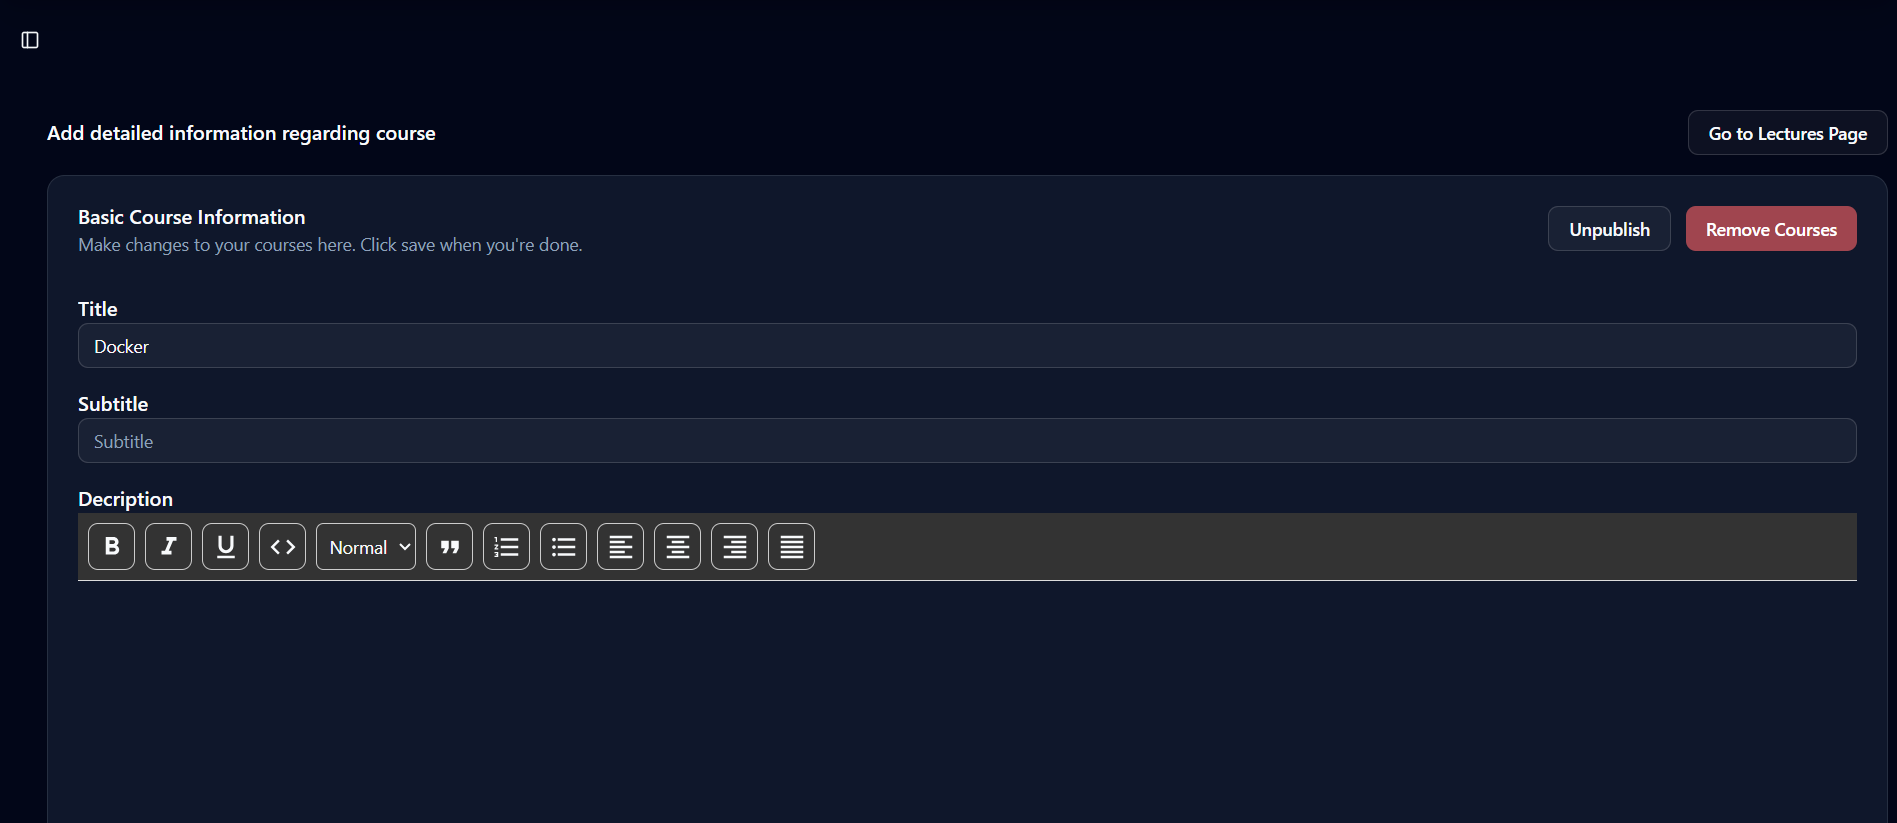 Add detailed information regarding course
Go to Lectures Page
Basic Course Information
Make changes to your courses here. Click save when you're done.
Unpublish
Remove Courses
Title
Docker
Subtitle
Subtitle
Decription
B I U <> Normal